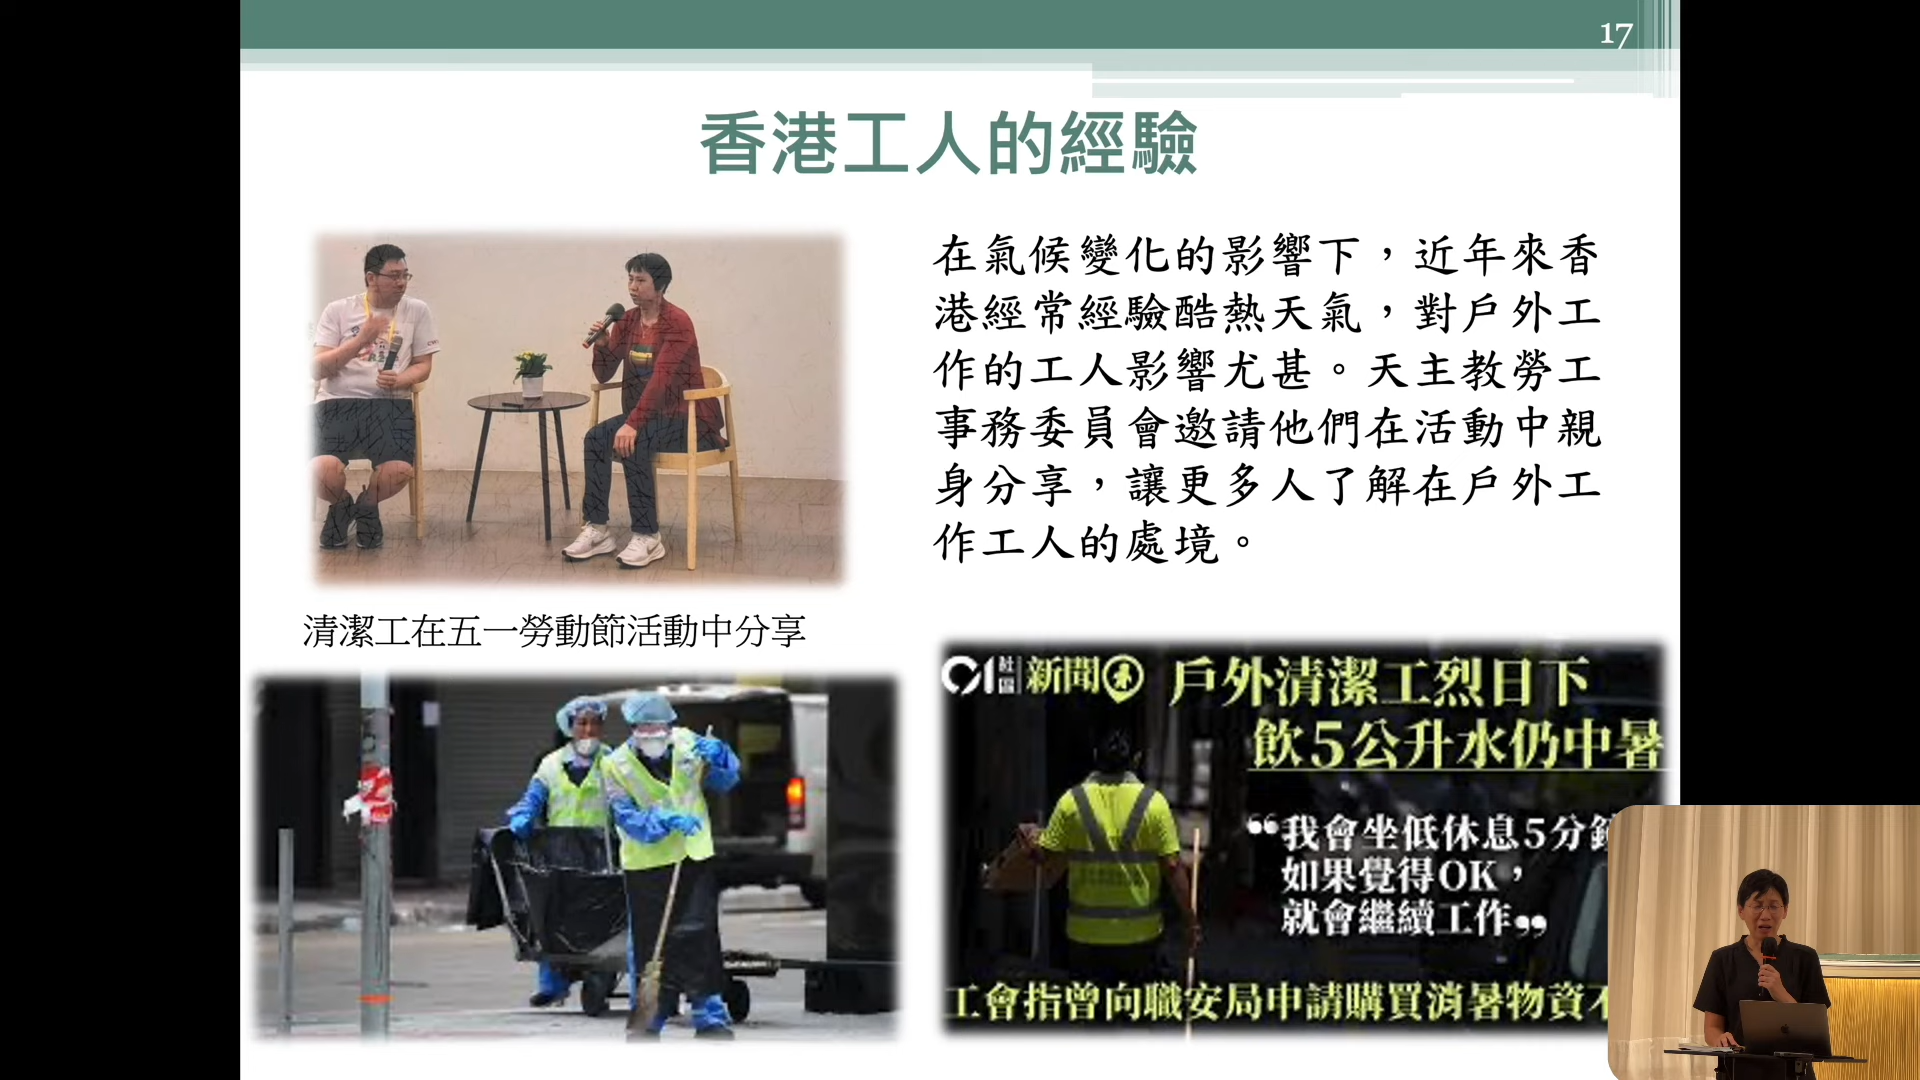 17
香港工人的經驗
在氣候變化的影響下，近年來香
港經常經驗酷熱天氣，對戶外工
作的工人影響尤甚。天主教勞工
事務委員會邀請他們在活動中親
身分享，讓更多人了解在戶外工
作工人的處境。
清潔工在五一勞動節活動中分享
01社區新聞 戶外清潔工烈日下
飲5公升水仍中暑
“我會坐低休息5分鐘
如果覺得OK，
就會繼續工作”
工會指曾向職安局申請購買消暑物資不